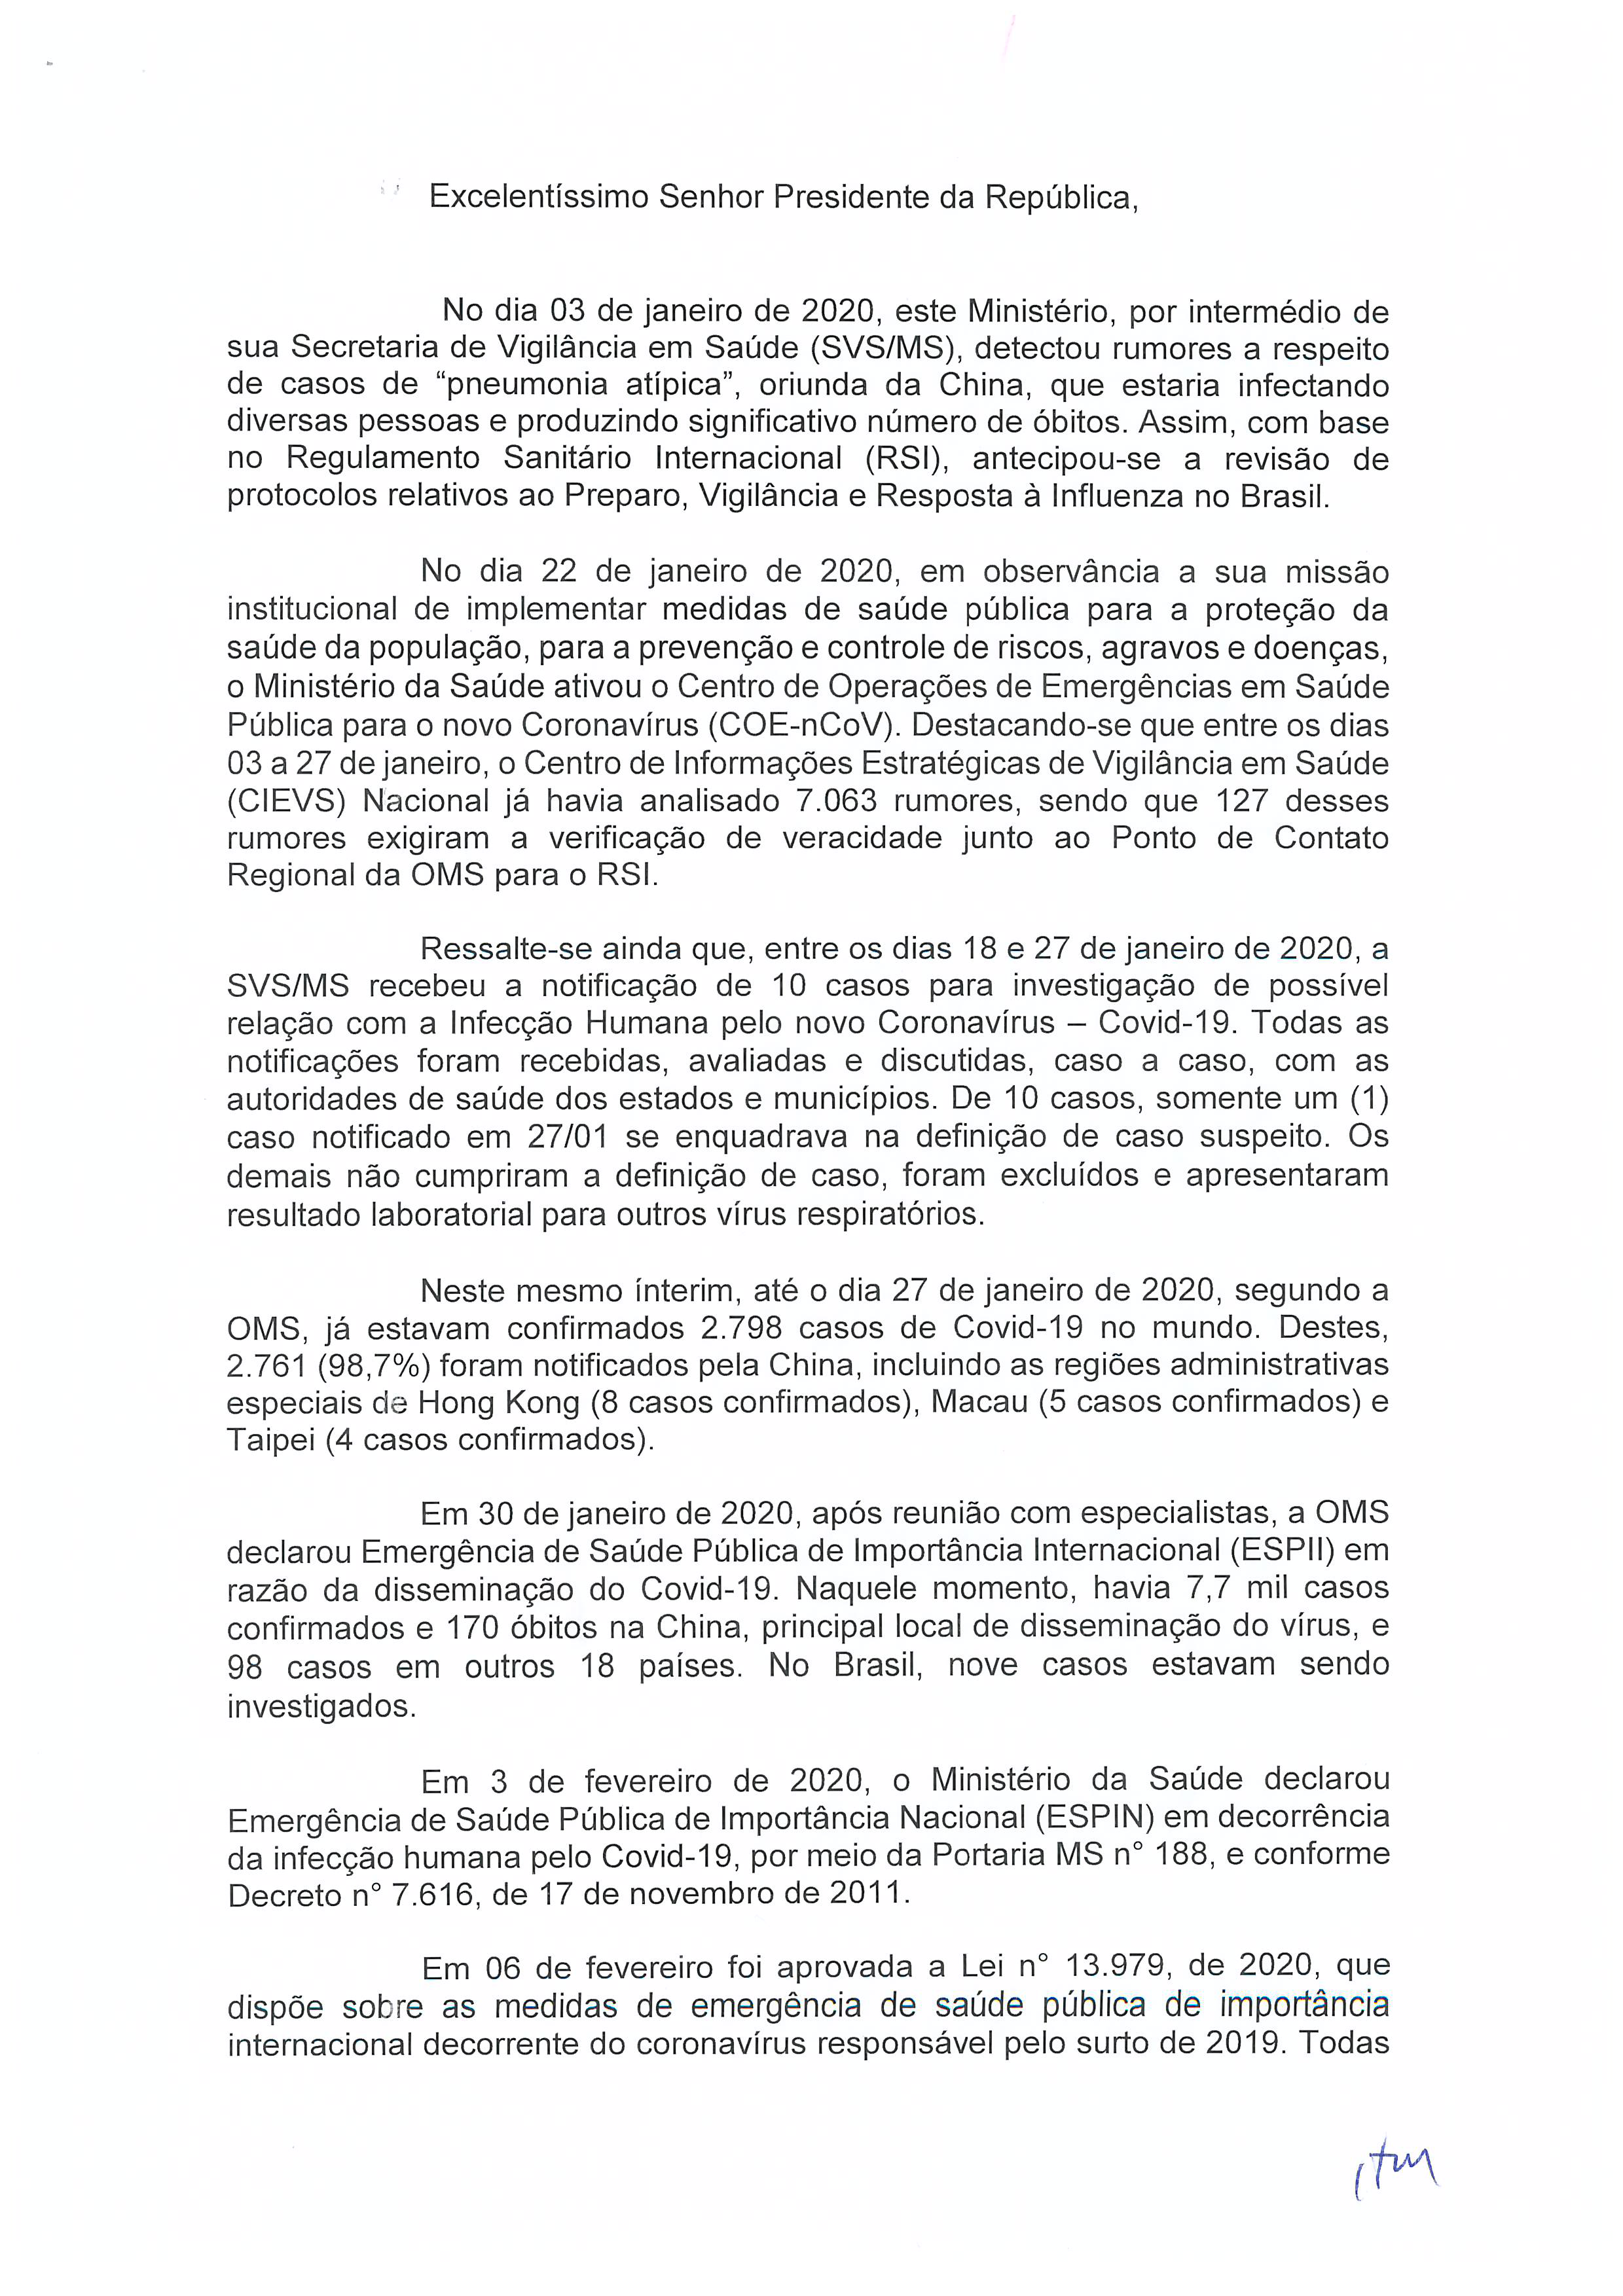 Excelentíssimo Senhor Presidente da República,
No dia 03 de janeiro de 2020, este Ministério, por intermédio de
sua Secretaria de Vigilância em Saúde (SVS/MS), detectou rumores a respeito
de casos de “pneumonia atípica”, oriunda da China, que estaria infectando
diversas pessoas e produzindo significativo número de óbitos. Assim, com base
no Regulamento Sanitário Internacional (RSI), antecipou-se a revisão de
protocolos relativos ao Preparo, Vigilância e Resposta à Influenza no Brasil.
No dia 22 de janeiro de 2020, em observância a sua missão
institucional de implementar medidas de saúde pública para a proteção da
saúde da população, para a prevenção e controle de riscos, agravos e doenças,
o Ministério da Saúde ativou o Centro de Operações de Emergências em Saúde
Pública para o novo Coronavírus (COE-nCoV). Destacando-se que entre os dias
03 a 27 de janeiro, o Centro de Informações Estratégicas de Vigilância em Saúde
(CIEVS) Nacional já havia analisado 7.063 rumores, sendo que 127 desses
rumores exigiram a verificação de veracidade junto ao Ponto de Contato
Regional da OMS para o RSI.
Ressalte-se ainda que, entre os dias 18 e 27 de janeiro de 2020, a
SVS/MS recebeu a notificação de 10 casos para investigação de possível
relação com a Infecção Humana pelo novo Coronavírus – Covid-19. Todas as
notificações foram recebidas, avaliadas e discutidas, caso a caso, com as
autoridades de saúde dos estados e municípios. De 10 casos, somente um (1)
caso notificado em 27/01 se enquadrava na definição de caso suspeito. Os
demais não cumpriram a definição de caso, foram excluídos e apresentaram
resultado laboratorial para outros vírus respiratórios.
Neste mesmo ínterim, até o dia 27 de janeiro de 2020, segundo a
OMS, já estavam confirmados 2.798 casos de Covid-19 no mundo. Destes,
2.761 (98,7%) foram notificados pela China, incluindo as regiões administrativas
especiais de Hong Kong (8 casos confirmados), Macau (5 casos confirmados) e
Taipei (4 casos confirmados).
Em 30 de janeiro de 2020, após reunião com especialistas, a OMS
declarou Emergência de Saúde Pública de Importância Internacional (ESPII) em
razão da disseminação do Covid-19. Naquele momento, havia 7,7 mil casos
confirmados e 170 óbitos na China, principal local de disseminação do vírus, e
98 casos em outros 18 países. No Brasil, nove casos estavam sendo
investigados.
Em 3 de fevereiro de 2020, o Ministério da Saúde declarou
Emergência de Saúde Pública de Importância Nacional (ESPIN) em decorrência
da infecção humana pelo Covid-19, por meio da Portaria MS n° 188, e conforme
Decreto n° 7.616, de 17 de novembro de 2011.
Em 06 de fevereiro foi aprovada a Lei n° 13.979, de 2020, que
dispõe sobre as medidas de emergência de saúde pública de importância
internacional decorrente do coronavírus responsável pelo surto de 2019. Todas